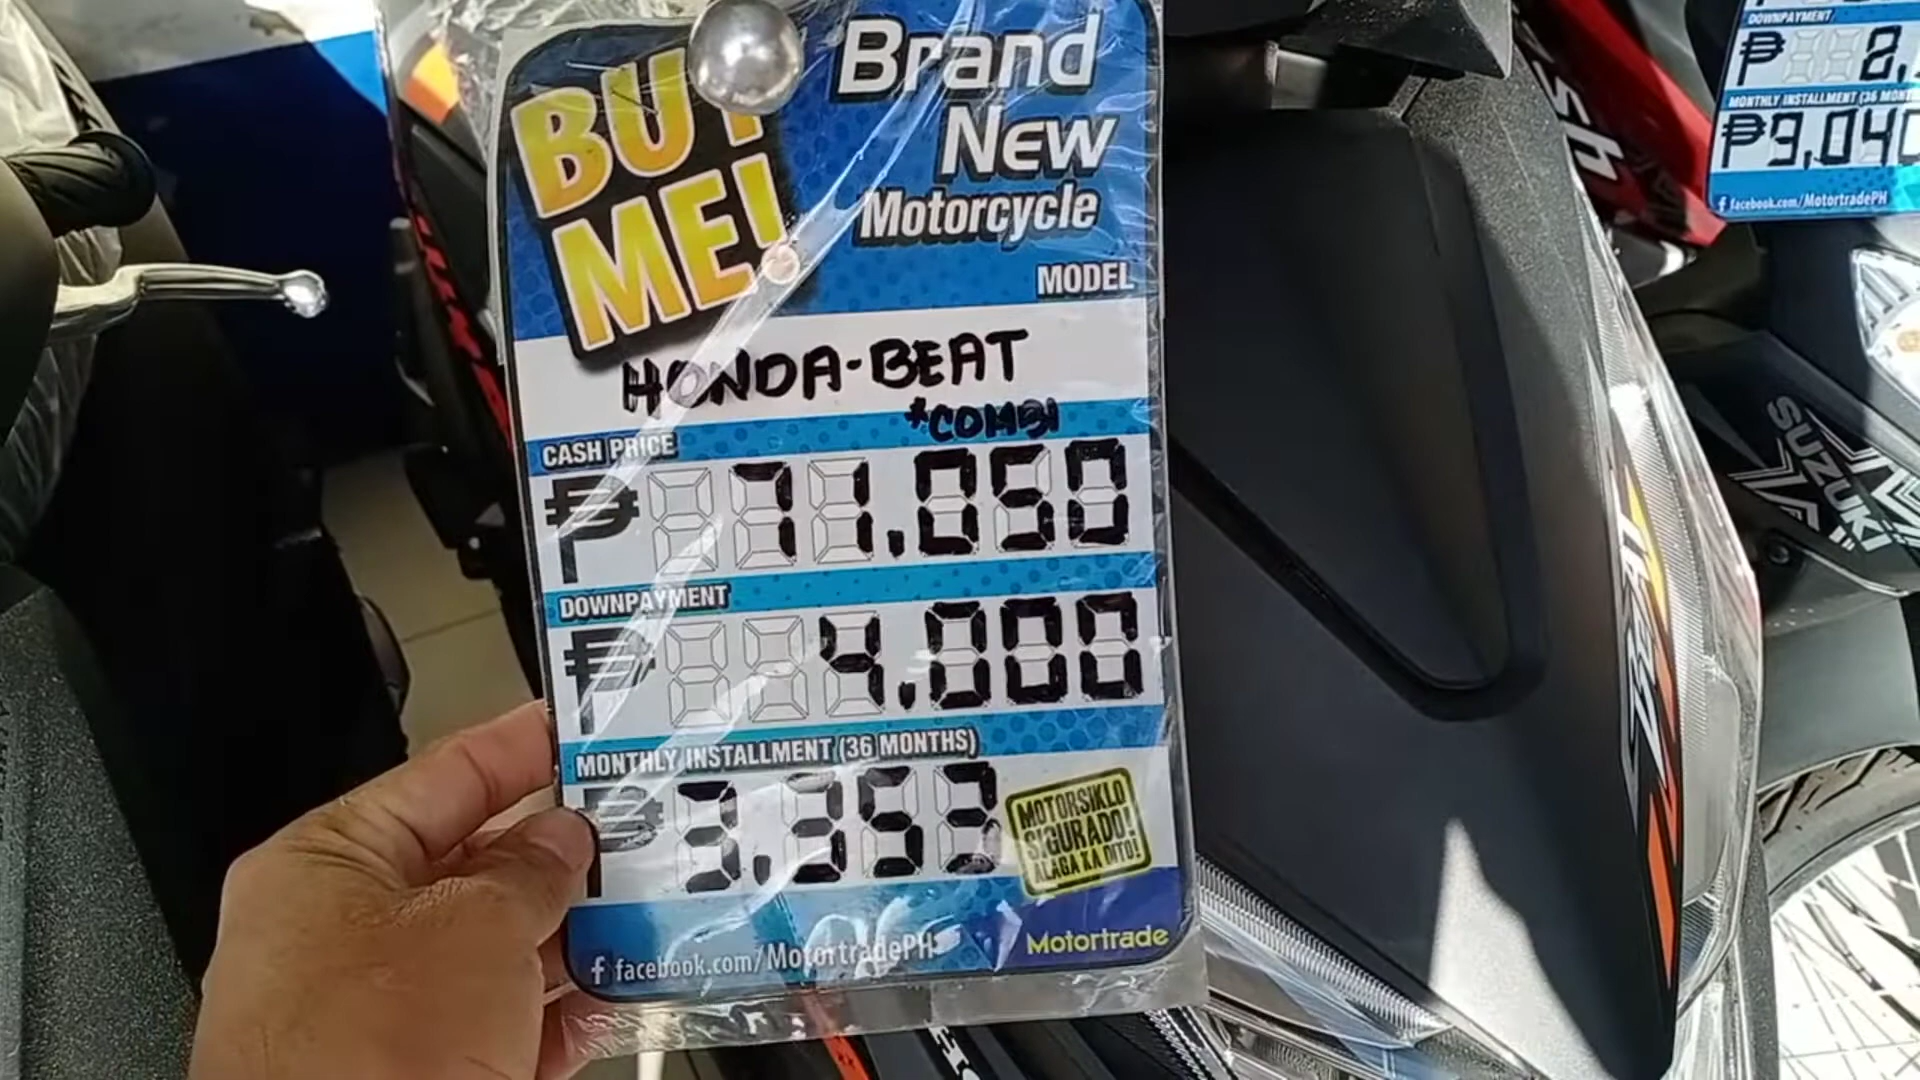 BUY ME!
Brand
New
Motorcycle
MODEL
HONDA-BEAT
*COMBI
CASH PRICE
₱ 71.050
DOWNPAYMENT
₱ 4.000
MONTHLY INSTALLMENT (36 MONTHS)
₱ 3.353
MOTORSIKLO
SIGURADO!
ALAGA KA DITO!
facebook.com/MotortradePH
Motortrade
DOWNPAYMENT
₱ 2,
MONTHLY INSTALLMENT (36
₱9,040
facebook.com/MotortradePH
SUZUKI
BEAT